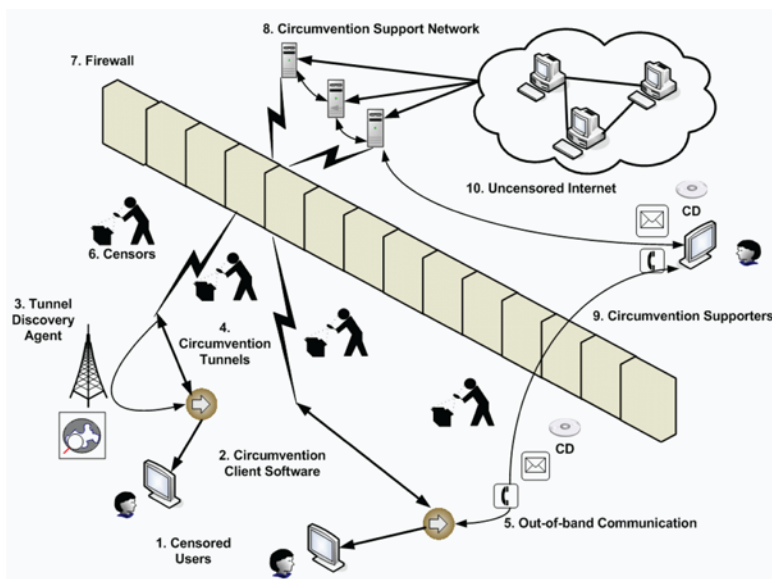 8. Circumvention Support Network
7. Firewall
10. Uncensored Internet
CD
6. Censors
3. Tunnel
Discovery
Agent
4.
Circumvention
Tunnels
9. Circumvention Supporters
CD
2. Circumvention
Client Software
5. Out-of-band Communication
1. Censored
Users